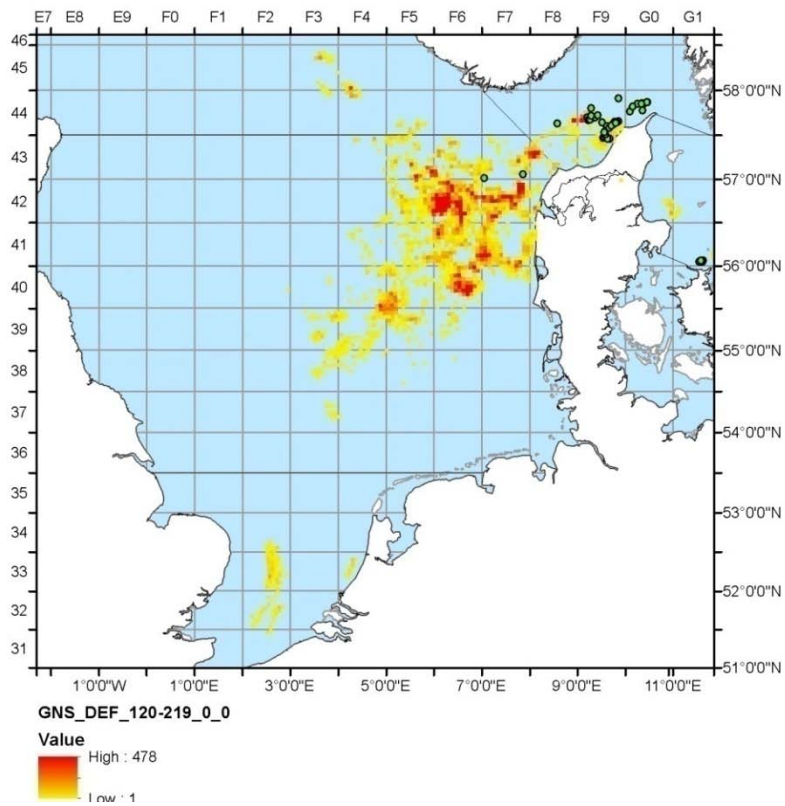 E7 E8 E9 F0 F1 F2 F3 F4 F5 F6 F7 F8 F9 G0 G1
46
45
58°0'0"N
44
43
57°0'0"N
42
41
56°0'0"N
40
39
55°0'0"N
38
37
54°0'0"N
36
35
53°0'0"N
34
33
52°0'0"N
32
31
51°0'0"N
1°0'0"W 1°0'0"E 3°0'0"E 5°0'0"E 7°0'0"E 9°0'0"E 11°0'0"E
GNS_DEF_120-219_0_0
Value
High : 478
Low : 1